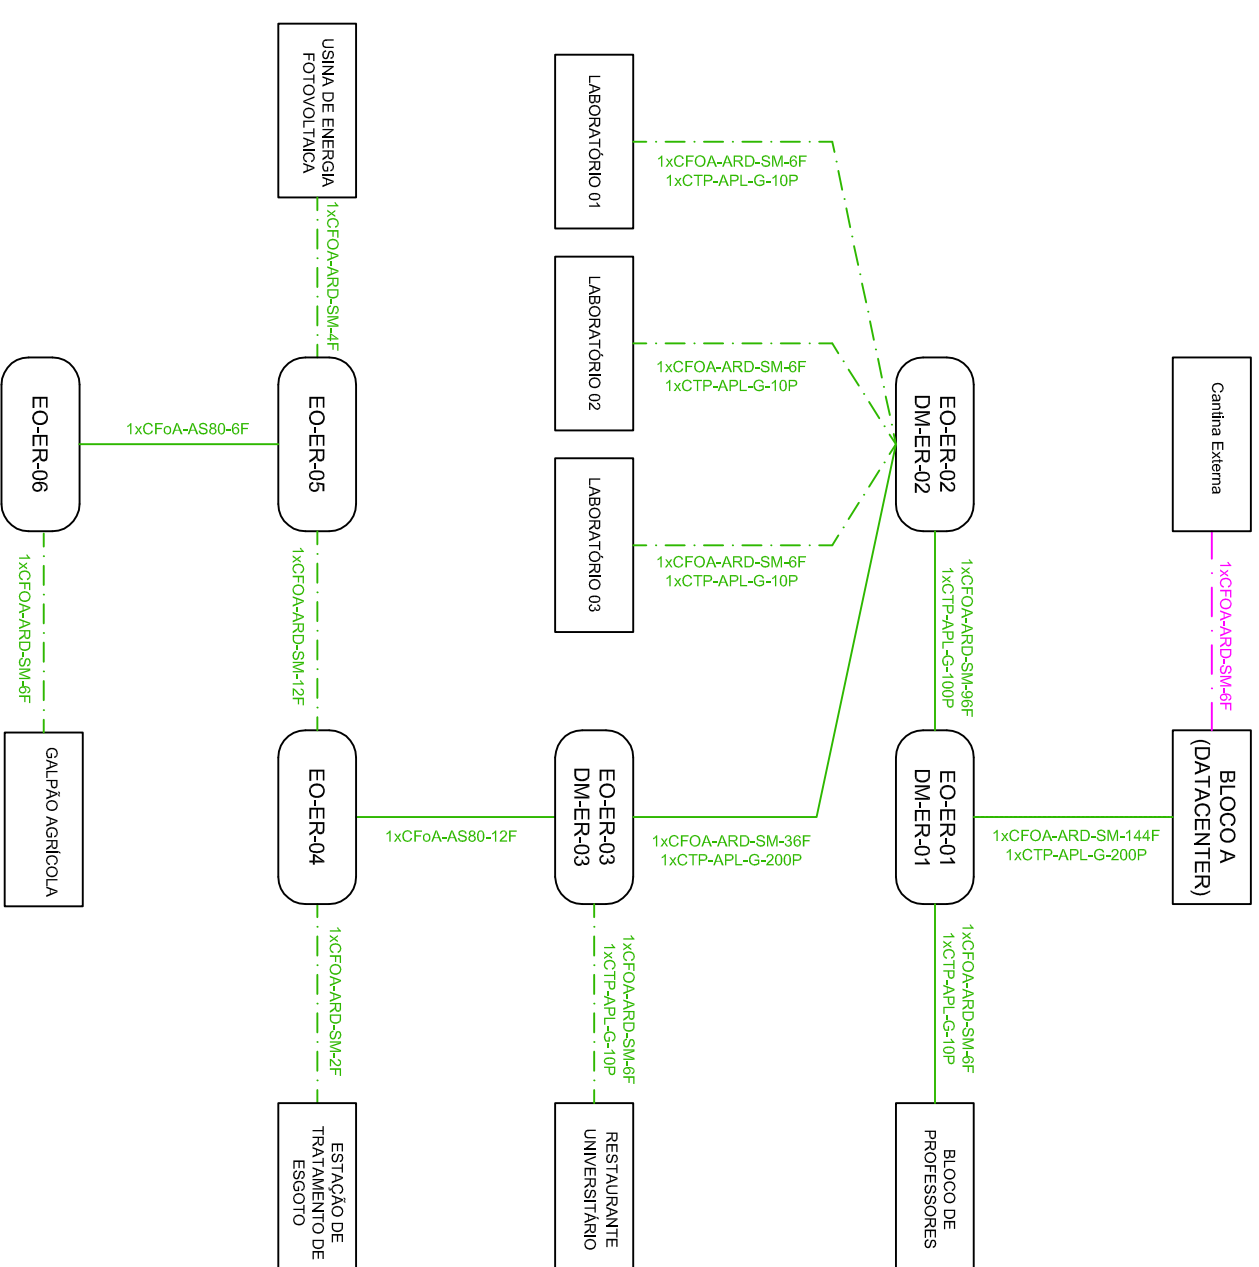 USINA DE ENERGIA
FOTOVOLTAICA
LABORATÓRIO 01
1xCFOA-ARD-SM-6F
1xCTP-APL-G-10P
1xCFOA-ARD-SM-4F
LABORATÓRIO 02
1xCFOA-ARD-SM-6F
1xCTP-APL-G-10P
EO-ER-06
1xCFoA-AS80-6F
EO-ER-05
EO-ER-02
DM-ER-02
Cantina Externa
LABORATÓRIO 03
1xCFOA-ARD-SM-6F
1xCTP-APL-G-10P
1xCFOA-ARD-SM-6F
1xCFOA-ARD-SM-12F
1xCFOA-ARD-SM-96F
1xCTP-APL-G-100P
1xCFOA-ARD-SM-6F
GALPÃO AGRÍCOLA
EO-ER-04
1xCFoA-AS80-12F
EO-ER-03
DM-ER-03
1xCFOA-ARD-SM-36F
1xCTP-APL-G-200P
EO-ER-01
DM-ER-01
1xCFOA-ARD-SM-144F
1xCTP-APL-G-200P
BLOCO A
(DATACENTER)
1xCFOA-ARD-SM-2F
1xCFOA-ARD-SM-6F
1xCTP-APL-G-10P
1xCFOA-ARD-SM-6F
1xCTP-APL-G-10P
ESTAÇÃO DE
TRATAMENTO DE
ESGOTO
RESTAURANTE
UNIVERSITÁRIO
BLOCO DE
PROFESSORES